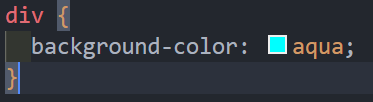 div {
background-color: aqua;
}